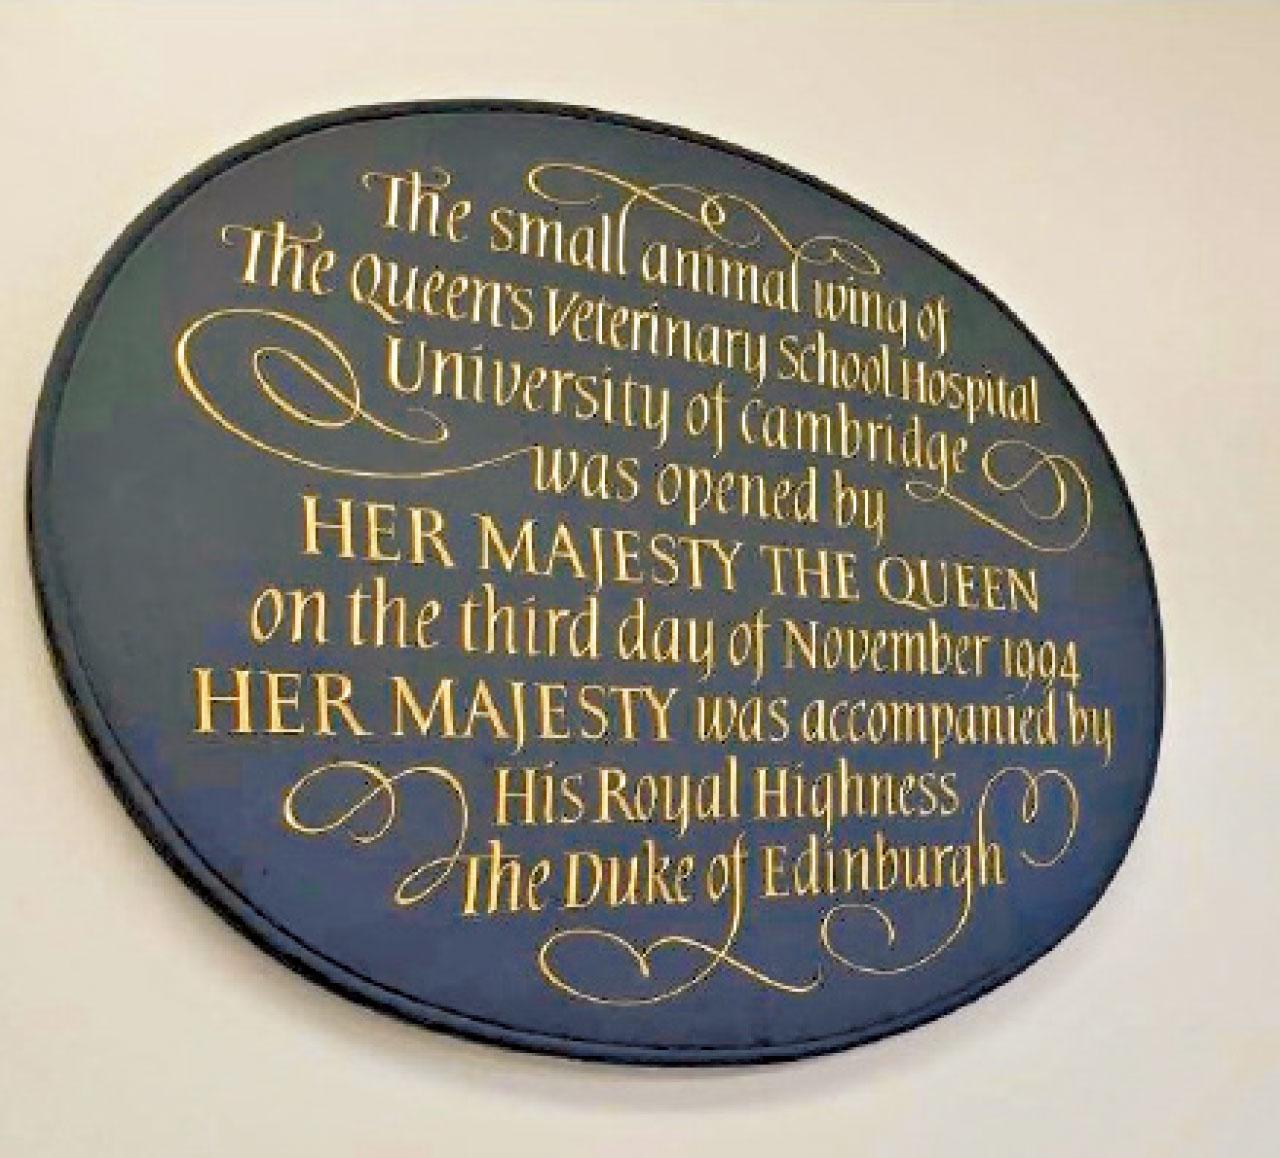 The small animal wing of
The Queen's Veterinary School Hospital
University of Cambridge
was opened by
HER MAJESTY THE QUEEN
on the third day of November 1994
HER MAJESTY was accompanied by
His Royal Highness
The Duke of Edinburgh